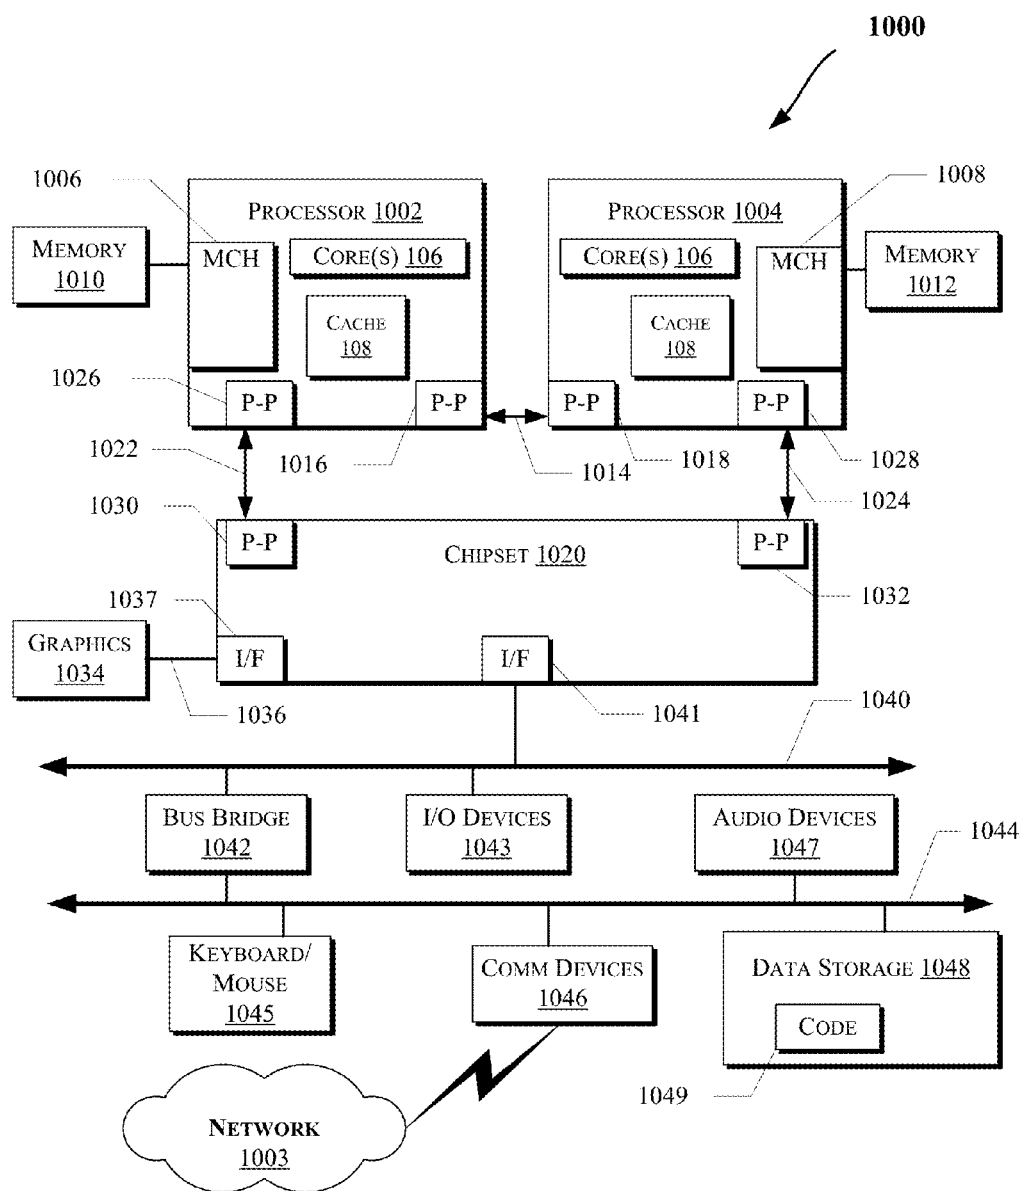 1000
1006
1008
PROCESSOR 1002
PROCESSOR 1004
MEMORY
1010
MCH
CORE(S) 106
CORE(S) 106
MCH
MEMORY
1012
CACHE
108
CACHE
108
1026
P-P
P-P
P-P
P-P
1022
1016
1014
1018
1028
1024
1030
P-P
CHIPSET 1020
P-P
1032
1037
GRAPHICS
1034
I/F
I/F
1036
1041
1040
BUS BRIDGE
1042
I/O DEVICES
1043
AUDIO DEVICES
1047
1044
KEYBOARD/
MOUSE
1045
COMM DEVICES
1046
DATA STORAGE 1048
CODE
1049
NETWORK
1003